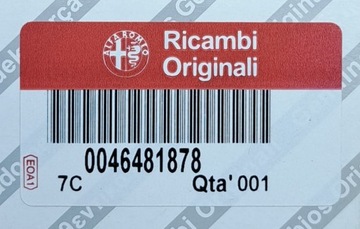 ALFA ROMEO
Ricambi
Originali
0046481878
7C
Qta' 001
EOA1